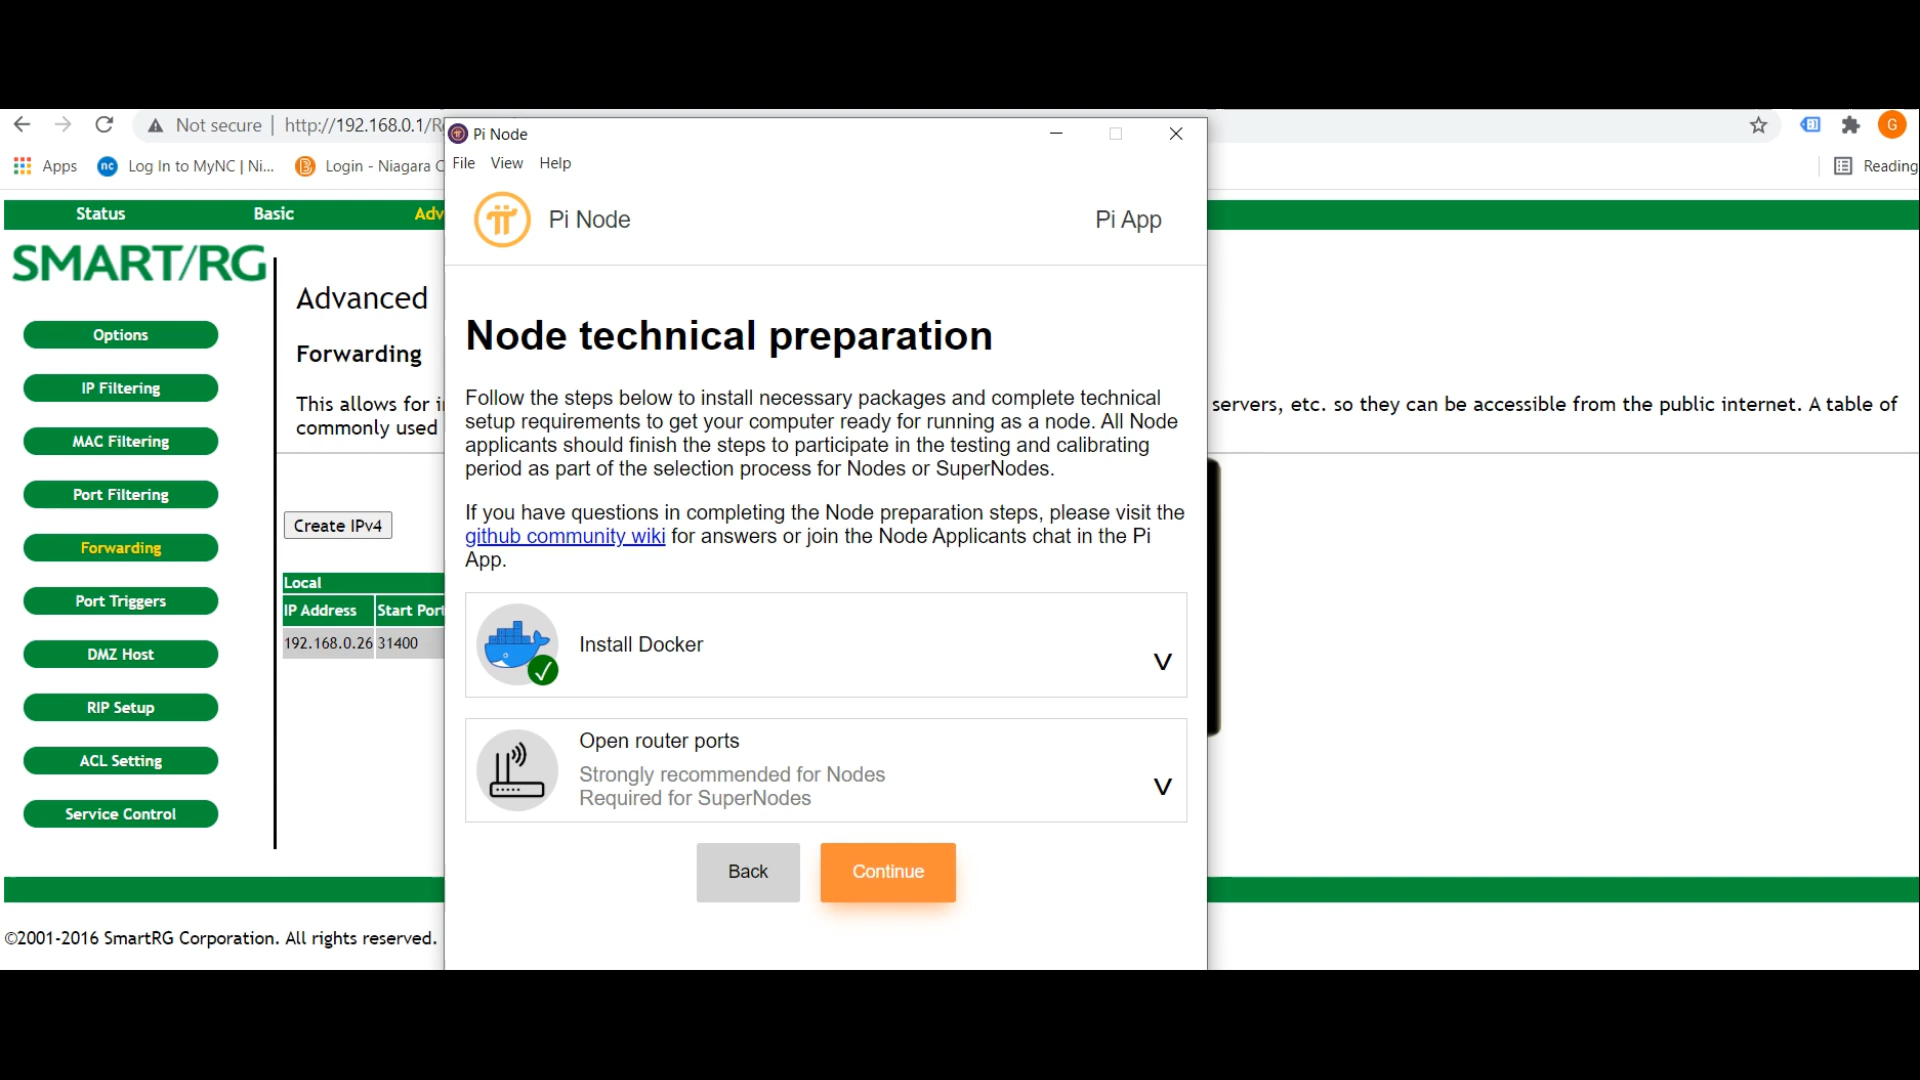 Not secure | http://192.168.0.1/R
Apps
nc
Log In to MyNC | Ni...
Login - Niagara C
Reading
G
Status
Basic
Adv
SMART/RG
Options
IP Filtering
MAC Filtering
Port Filtering
Forwarding
Port Triggers
DMZ Host
RIP Setup
ACL Setting
Service Control
Advanced
Forwarding
This allows for
servers, etc. so they can be accessible from the public internet. A table of
commonly used
Create IPv4
Local
IP Address
Start Port
192.168.0.26
31400
©2001-2016 SmartRG Corporation. All rights reserved.
Pi Node
File View Help
Pi Node
Pi App
Node technical preparation
Follow the steps below to install necessary packages and complete technical
setup requirements to get your computer ready for running as a node. All Node
applicants should finish the steps to participate in the testing and calibrating
period as part of the selection process for Nodes or SuperNodes.
If you have questions in completing the Node preparation steps, please visit the
github community wiki for answers or join the Node Applicants chat in the Pi
App.
Install Docker
Open router ports
Strongly recommended for Nodes
Required for SuperNodes
Back
Continue